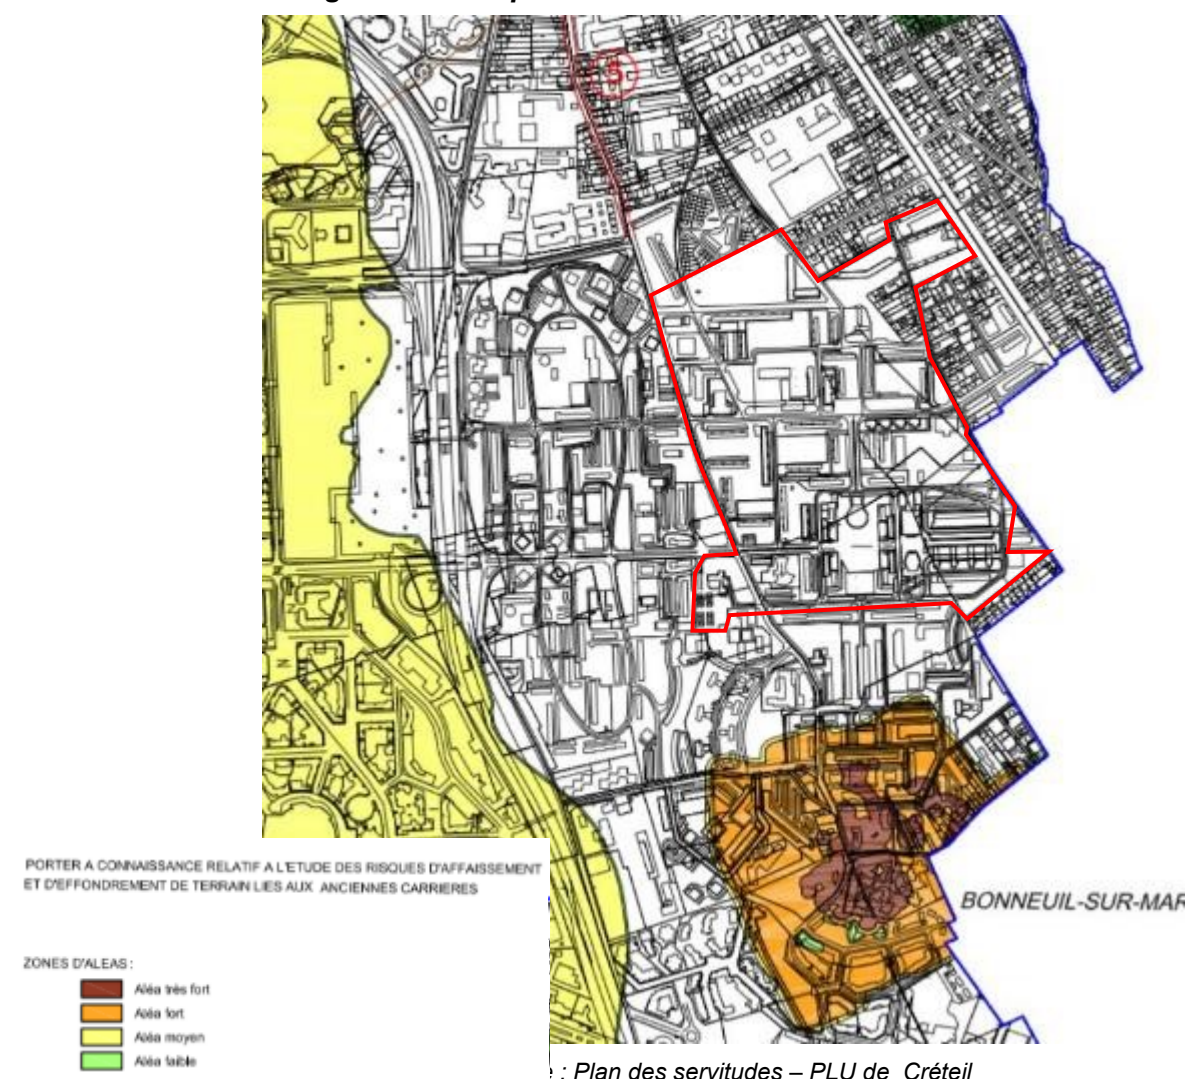 5
BONNEUIL-SUR-MAR
PORTER A CONNAISSANCE RELATIF A L'ETUDE DES RISQUES D'AFFAISSEMENT
ET D'EFFONDREMENT DE TERRAIN LIES AUX ANCIENNES CARRIERES
ZONES D'ALEAS :
Aléa très fort
Aléa fort
Aléa moyen
Aléa faible
: Plan des servitudes – PLU de Créteil